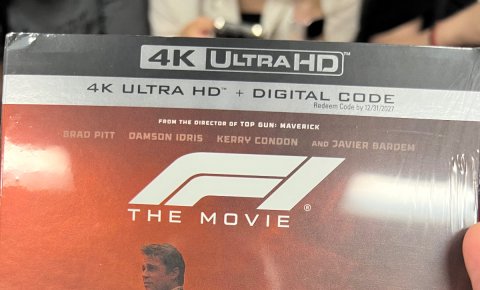 4K ULTRA HD™
4K ULTRA HD™ + DIGITAL CODE
Redeem Code by 12/31/2027
FROM THE DIRECTOR OF TOP GUN: MAVERICK
BRAD PITT DAMSON IDRIS KERRY CONDON AND JAVIER BARDEM
F1®
THE MOVIE